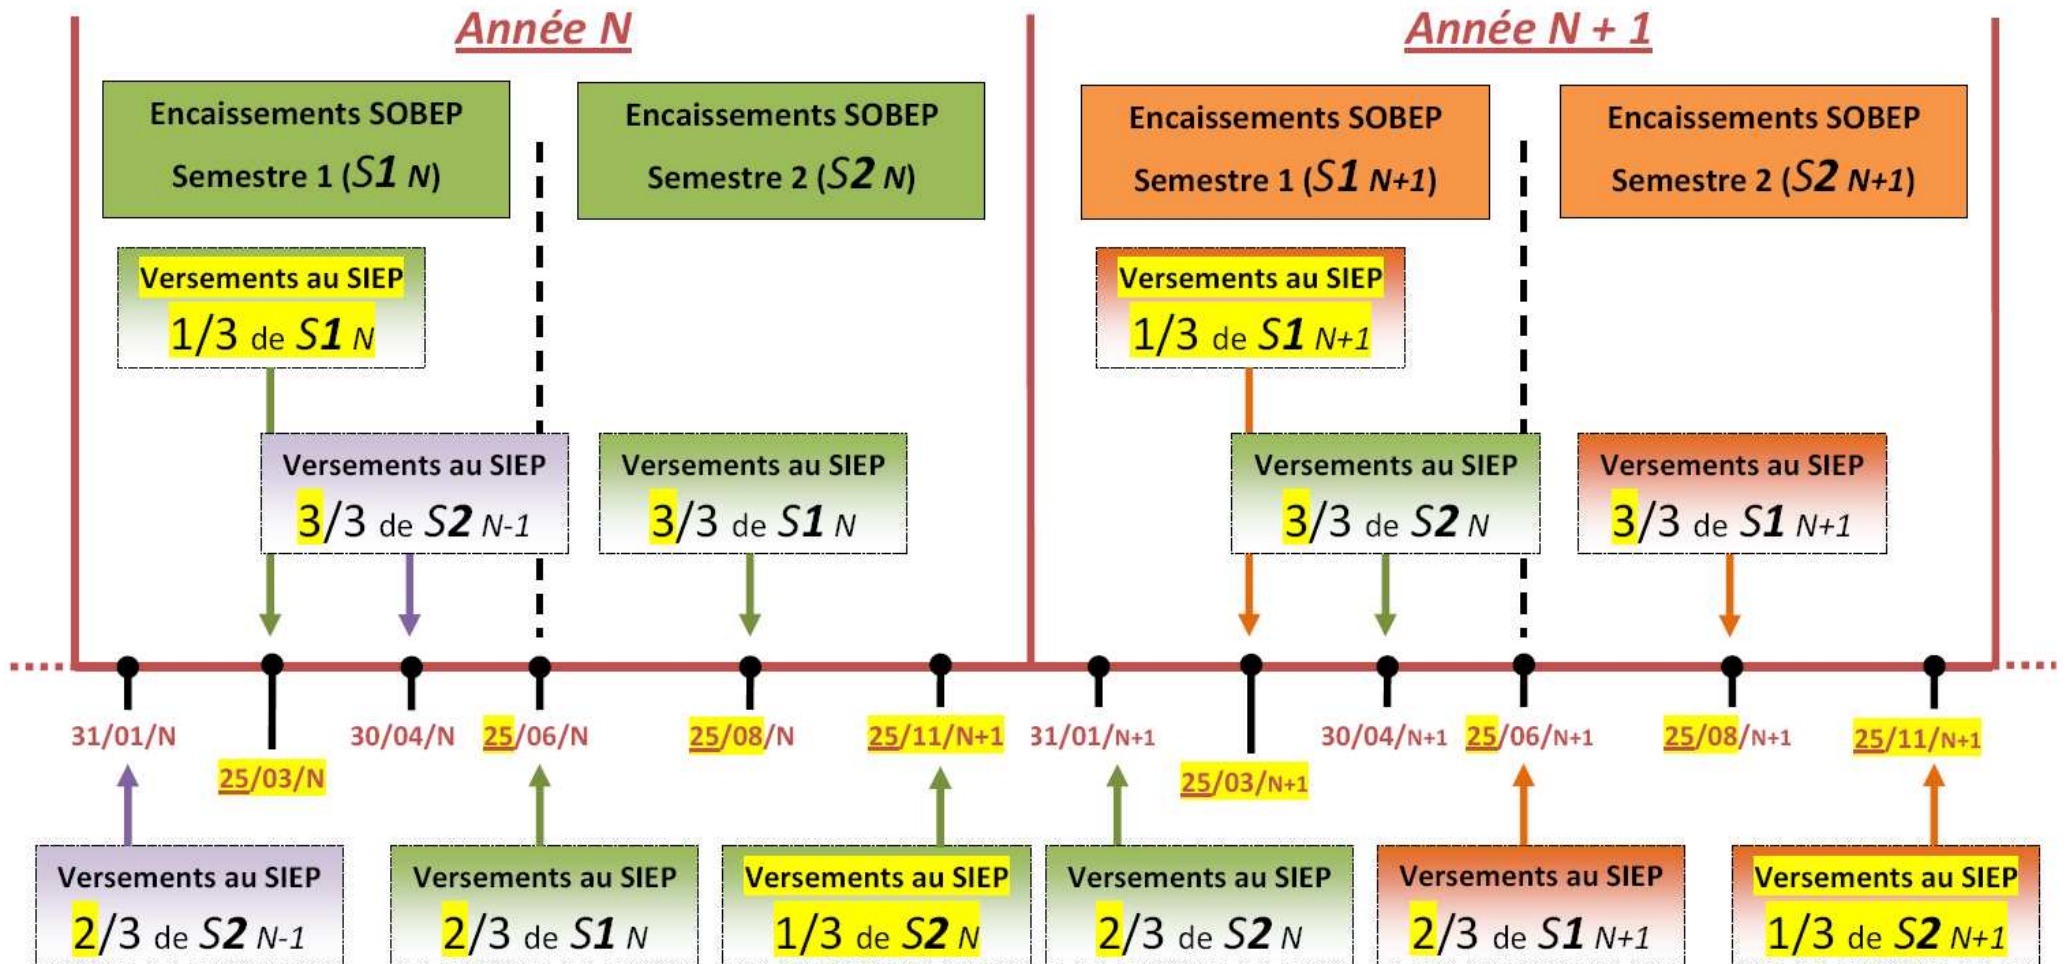 Année N
Année N + 1
Encaissements SOBEP
Semestre 1 (S1 N)
Encaissements SOBEP
Semestre 2 (S2 N)
Encaissements SOBEP
Semestre 1 (S1 N+1)
Encaissements SOBEP
Semestre 2 (S2 N+1)
Versements au SIEP
1/3 de S1 N
Versements au SIEP
1/3 de S1 N+1
Versements au SIEP
3/3 de S2 N-1
Versements au SIEP
3/3 de S1 N
Versements au SIEP
3/3 de S2 N
Versements au SIEP
3/3 de S1 N+1
31/01/N
25/03/N
30/04/N
25/06/N
25/08/N
25/11/N+1
31/01/N+1
25/03/N+1
30/04/N+1
25/06/N+1
25/08/N+1
25/11/N+1
Versements au SIEP
2/3 de S2 N-1
Versements au SIEP
2/3 de S1 N
Versements au SIEP
1/3 de S2 N
Versements au SIEP
2/3 de S2 N
Versements au SIEP
2/3 de S1 N+1
Versements au SIEP
1/3 de S2 N+1